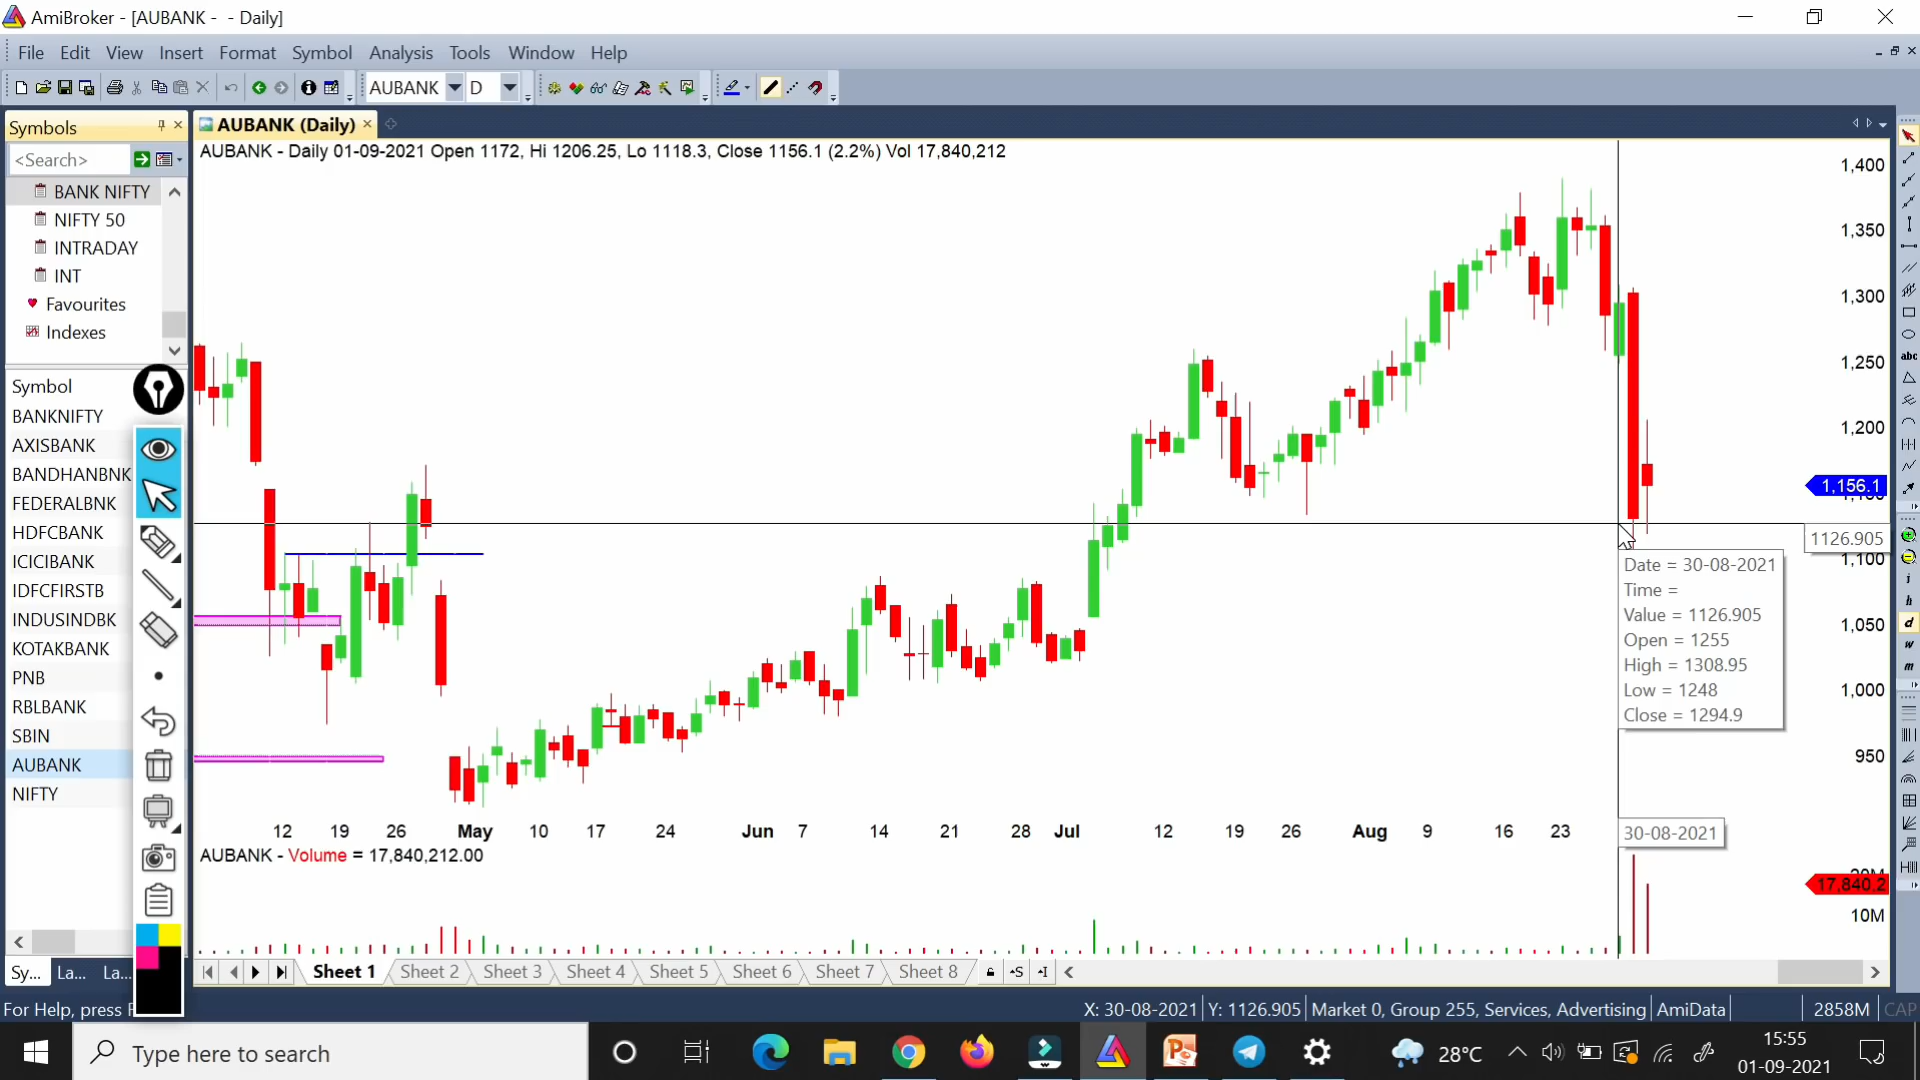 AmiBroker - [AUBANK -  - Daily]
File Edit View Insert Format Symbol Analysis Tools Window Help
AUBANK D
Symbols
AUBANK (Daily)
<Search>
AUBANK - Daily 01-09-2021 Open 1172, Hi 1206.25, Lo 1118.3, Close 1156.1 (2.2%) Vol 17,840,212
BANK NIFTY
NIFTY 50
INTRADAY
INT
Favourites
Indexes
Symbol
BANKNIFTY
AXISBANK
BANDHANBNK
FEDERALBNK
HDFCBANK
ICICIBANK
IDFCFIRSTB
INDUSINDBK
KOTAKBANK
PNB
RBLBANK
SBIN
AUBANK
NIFTY
1,400
1,350
1,300
1,250
1,200
1,156.1
1126.905
1,100
1,050
1,000
950
Date = 30-08-2021
Time =
Value = 1126.905
Open = 1255
High = 1308.95
Low = 1248
Close = 1294.9
12 19 26 May 10 17 24 Jun 7 14 21 28 Jul 12 19 26 Aug 9 16 23 30-08-2021
AUBANK - Volume = 17,840,212.00
17,840,2
10M
abc
i
h
d
w
m
Sy... La... La...
Sheet 1 Sheet 2 Sheet 3 Sheet 4 Sheet 5 Sheet 6 Sheet 7 Sheet 8
For Help, press
X: 30-08-2021 Y: 1126.905 Market 0, Group 255, Services, Advertising AmiData 2858M CAP
Type here to search
28°C
15:55
01-09-2021